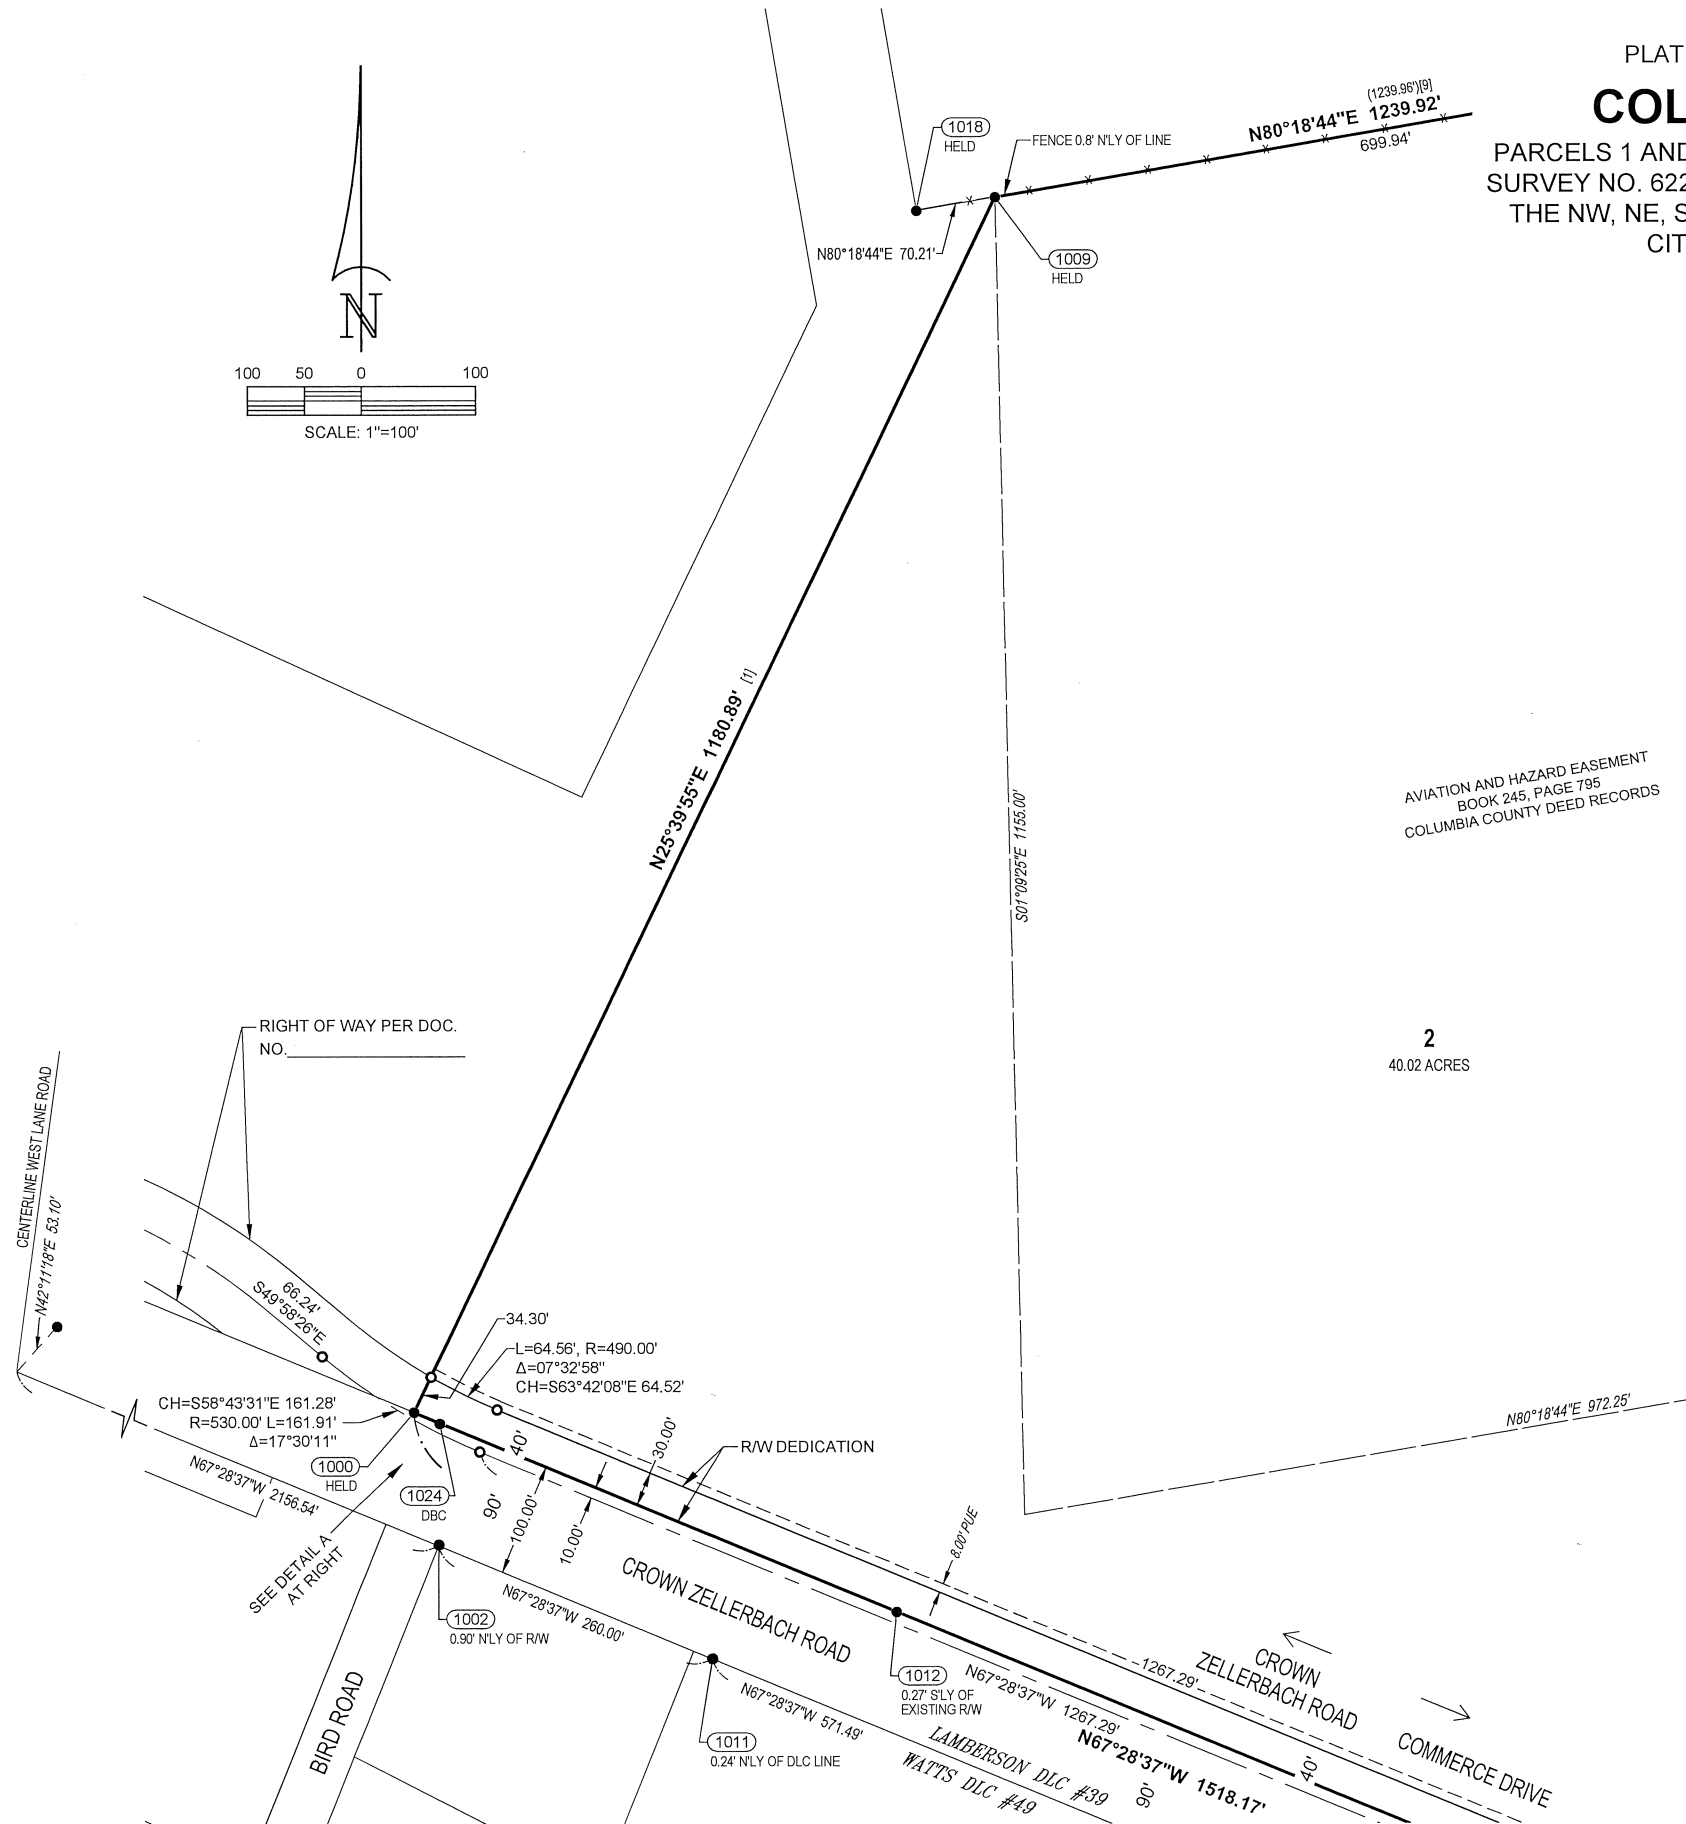 PLAT
COL
PARCELS 1 AND
SURVEY NO. 622
THE NW, NE, S
CIT
(1239.96')[9]
N80°18'44"E 1239.92'
699.94'
1018
HELD
FENCE 0.8' N'LY OF LINE
N80°18'44"E 70.21'
1009
HELD
N
100 50 0 100
SCALE: 1"=100'
N25°39'55"E 1180.89' [1]
S01°09'25"E 1155.00'
AVIATION AND HAZARD EASEMENT
BOOK 245, PAGE 795
COLUMBIA COUNTY DEED RECORDS
RIGHT OF WAY PER DOC.
NO.
2
40.02 ACRES
CENTERLINE WEST LANE ROAD
N42°11'18"E 53.10'
66.24'
S49°58'26"E
34.30'
L=64.56', R=490.00'
Δ=07°32'58"
CH=S63°42'08"E 64.52'
CH=S58°43'31"E 161.28'
R=530.00' L=161.91'
Δ=17°30'11"
N80°18'44"E 972.25'
40'
30.00'
R/W DEDICATION
1000
HELD
N67°28'37"W 2156.54'
1024
DBC
90'
100.00'
10.00'
8.00' PUE
SEE DETAIL A
AT RIGHT
CROWN ZELLERBACH ROAD
1002
0.90' N'LY OF R/W
N67°28'37"W 260.00'
BIRD ROAD
1011
0.24' N'LY OF DLC LINE
N67°28'37"W 571.49'
1012
0.27' S'LY OF
EXISTING R/W
N67°28'37"W 1267.29'
1267.29'
CROWN
ZELLERBACH ROAD
COMMERCE DRIVE
LAMBERSON DLC #39
WATTS DLC #49
N67°28'37"W 1518.17'
90'
40'